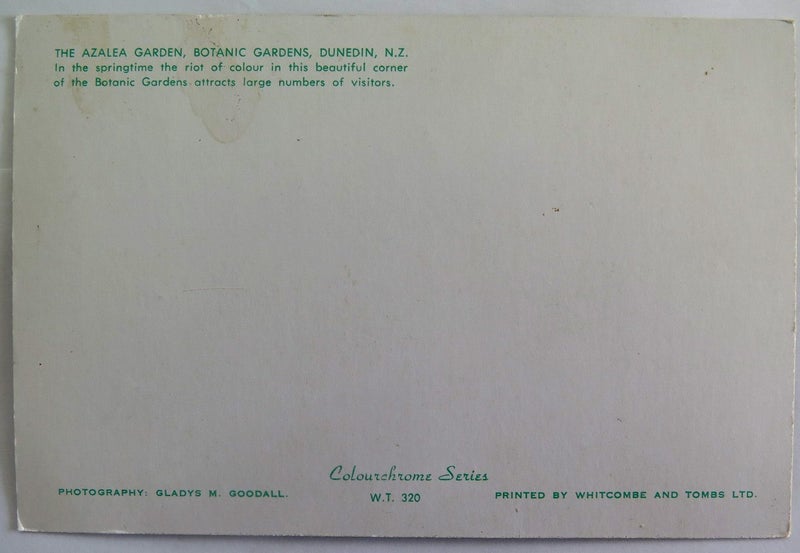 THE AZALEA GARDEN, BOTANIC GARDENS, DUNEDIN, N.Z.
In the springtime the riot of colour in this beautiful corner
of the Botanic Gardens attracts large numbers of visitors.
Colourchrome Series
PHOTOGRAPHY: GLADYS M. GOODALL.
W.T. 320
PRINTED BY WHITCOMBE AND TOMBS LTD.